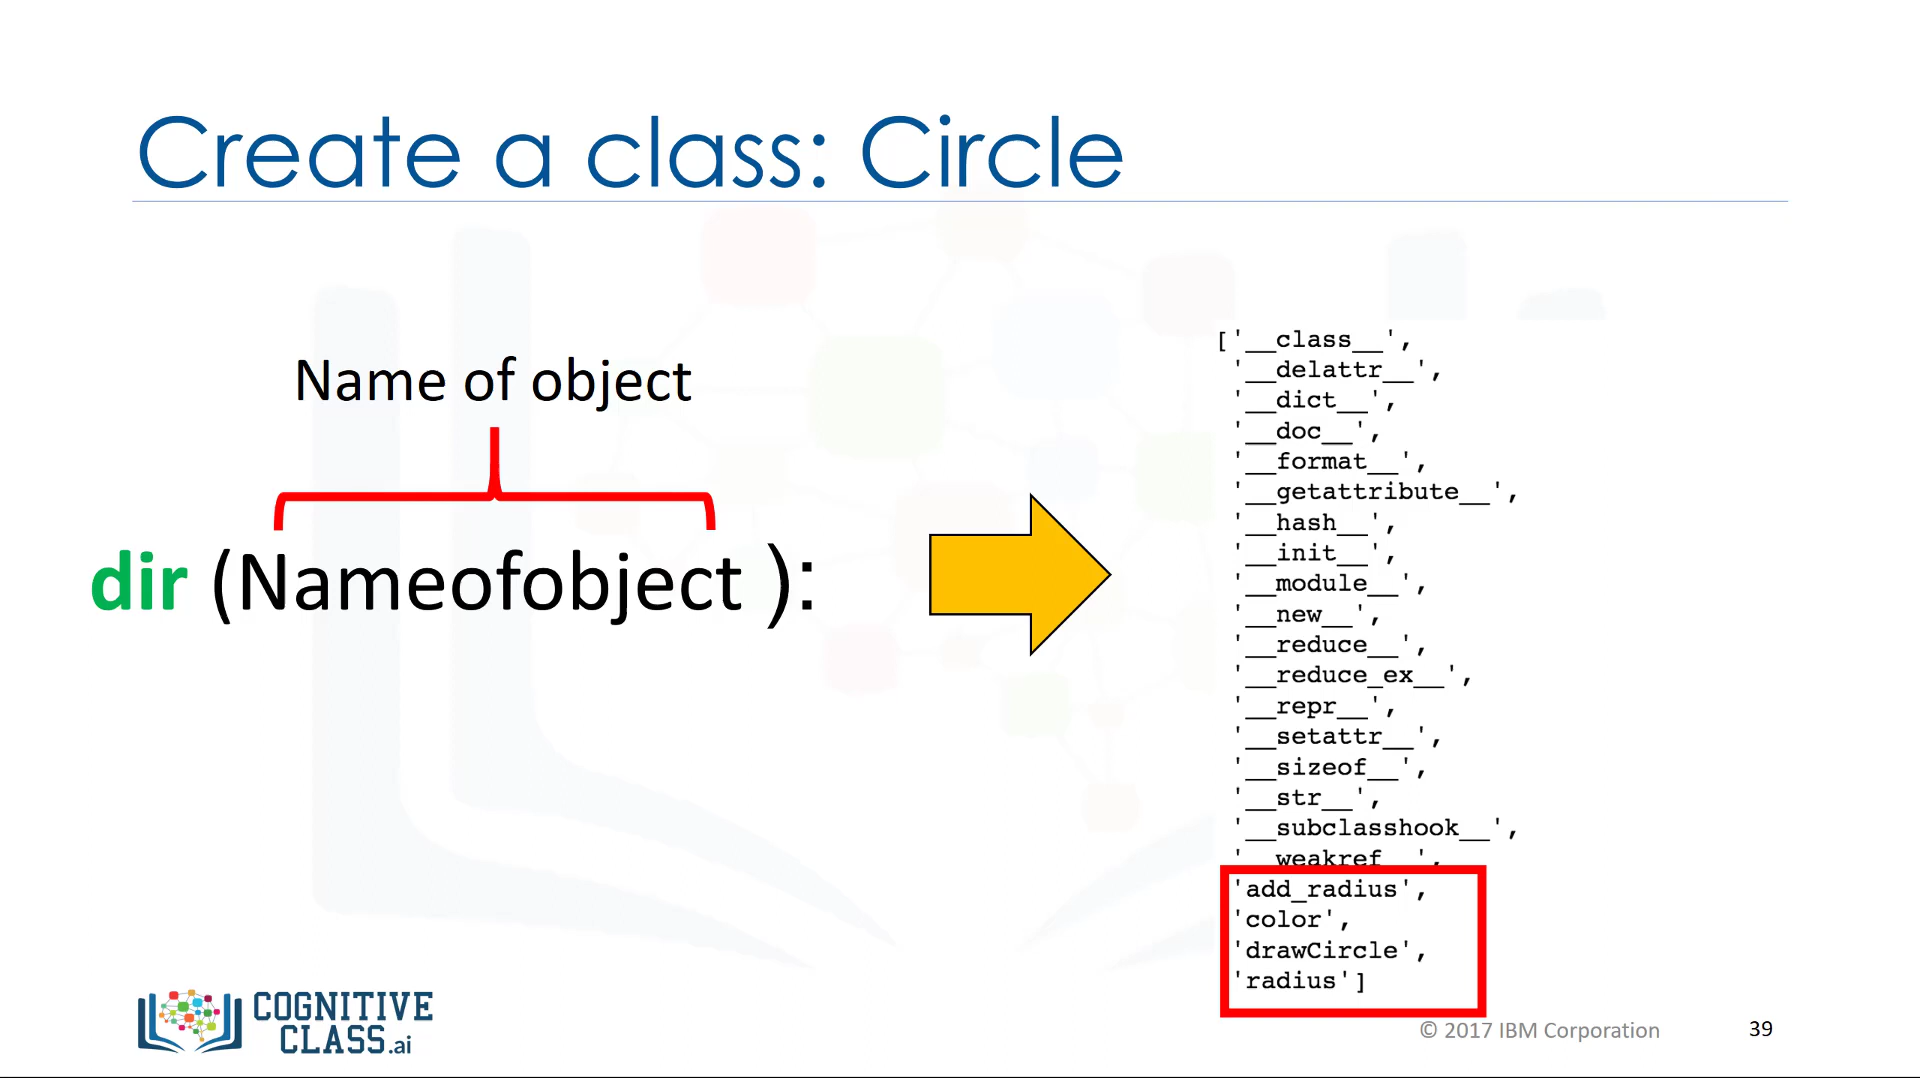 Create a class: Circle
Name of object
dir (Nameofobject ):
['__class__',
'__delattr__',
'__dict__',
'__doc__',
'__format__',
'__getattribute__',
'__hash__',
'__init__',
'__module__',
'__new__',
'__reduce__',
'__reduce_ex__',
'__repr__',
'__setattr__',
'__sizeof__',
'__str__',
'__subclasshook__',
'__weakref__',
'add_radius',
'color',
'drawCircle',
'radius']
COGNITIVE
CLASS.ai
© 2017 IBM Corporation
39